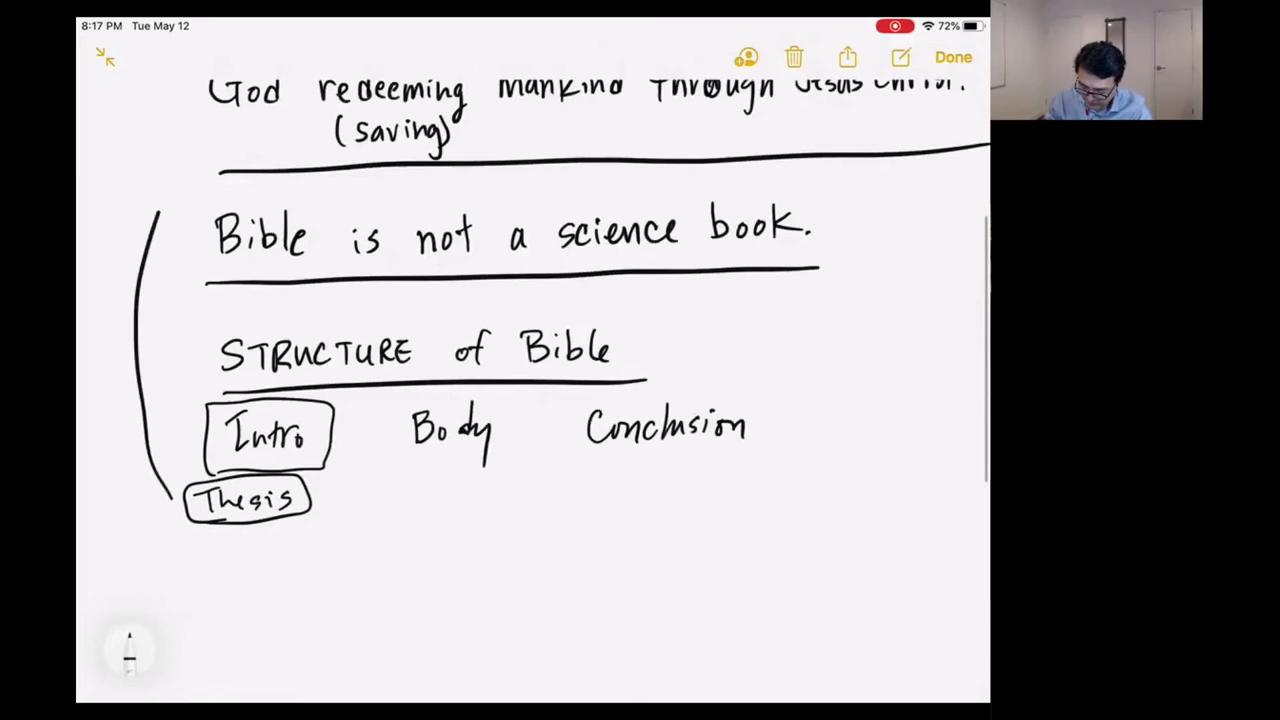 8:17 PM Tue May 12
72%
Done
God redeeming mankind through Jesus Christ.
(saving)
Bible is not a science book.
STRUCTURE of Bible
Intro Body Conclusion
Thesis